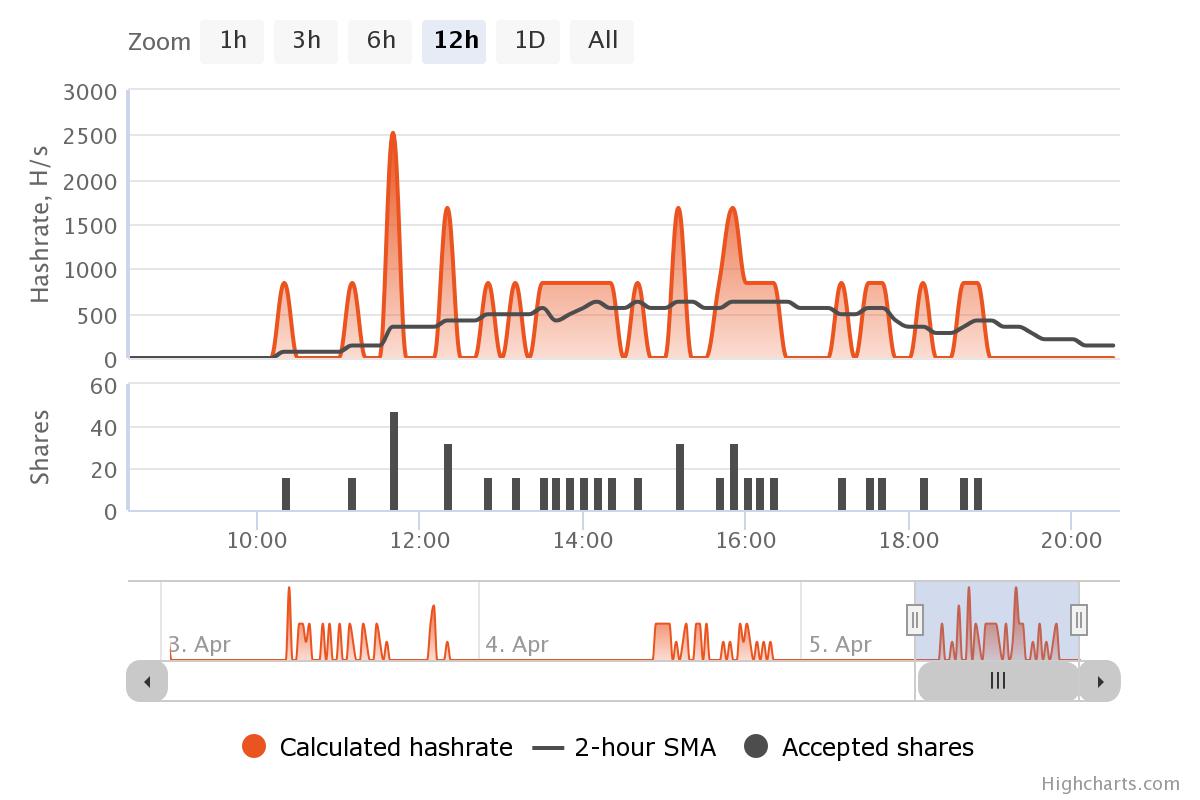 Zoom 1h 3h 6h 12h 1D All
Hashrate, H/s
3000
2500
2000
1500
1000
500
0
Shares
60
40
20
0
10:00 12:00 14:00 16:00 18:00 20:00
3. Apr 4. Apr 5. Apr
Calculated hashrate 2-hour SMA Accepted shares
Highcharts.com